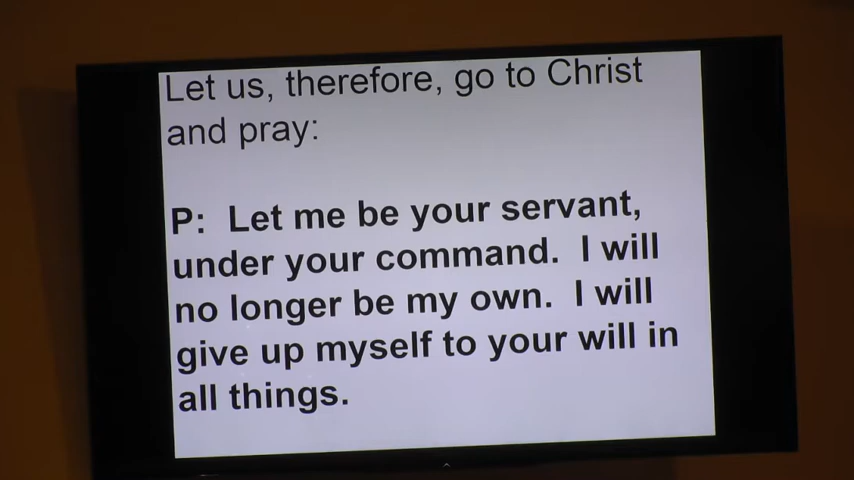 Let us, therefore, go to Christ
and pray:
P: Let me be your servant,
under your command. I will
no longer be my own. I will
give up myself to your will in
all things.